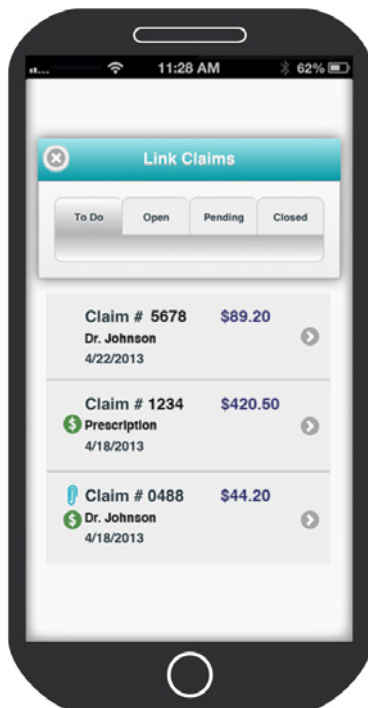 11:28 AM 62%
Link Claims
To Do Open Pending Closed
Claim # 5678 $89.20
Dr. Johnson
4/22/2013
Claim # 1234 $420.50
$ Prescription
4/18/2013
Claim # 0488 $44.20
$ Dr. Johnson
4/18/2013